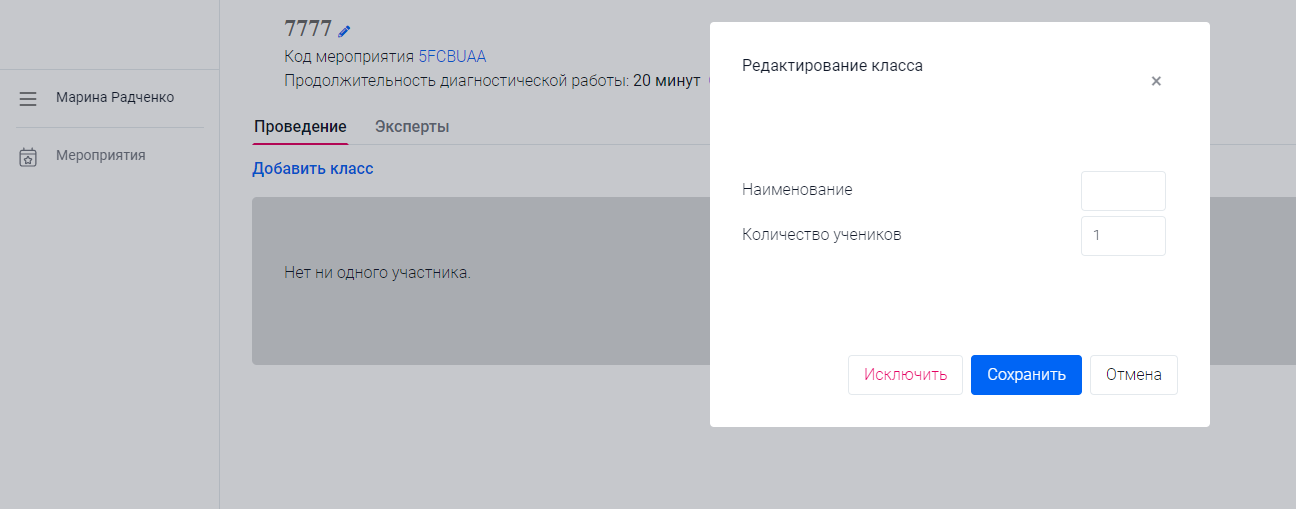 7777
Код мероприятия 5FCBUAA
Продолжительность диагностической работы: 20 минут
Марина Радченко
Мероприятия
Проведение Эксперты
Добавить класс
Нет ни одного участника.
Редактирование класса
×
Наименование
Количество учеников 1
Исключить Сохранить Отмена